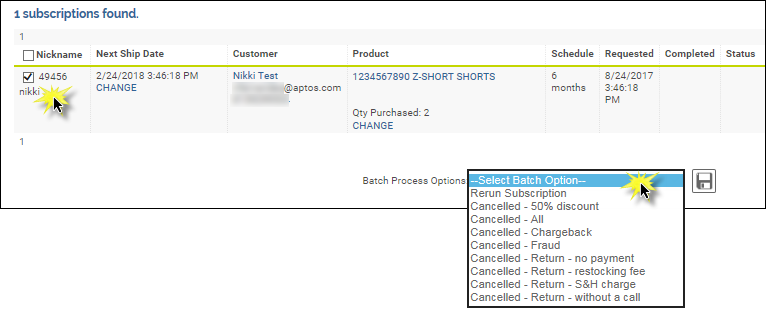 1 subscriptions found.
1
Nickname Next Ship Date Customer Product Schedule Requested Completed Status
49456 2/24/2018 3:46:18 PM Nikki Test 1234567890 Z-SHORT SHORTS 6 8/24/2017
nikki CHANGE @aptos.com months 3:46:18
PM
Qty Purchased: 2
CHANGE
1
Batch Process Options --Select Batch Option--
Rerun Subscription
Cancelled - 50% discount
Cancelled - All
Cancelled - Chargeback
Cancelled - Fraud
Cancelled - Return - no payment
Cancelled - Return - restocking fee
Cancelled - Return - S&H charge
Cancelled - Return - without a call